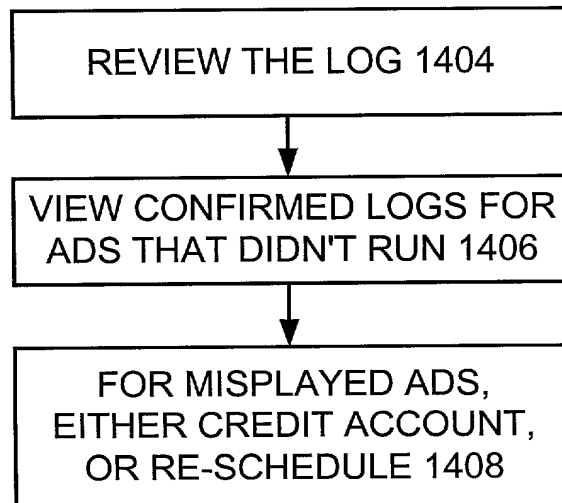 REVIEW THE LOG 1404
VIEW CONFIRMED LOGS FOR
ADS THAT DIDN'T RUN 1406
FOR MISPLAYED ADS,
EITHER CREDIT ACCOUNT,
OR RE-SCHEDULE 1408